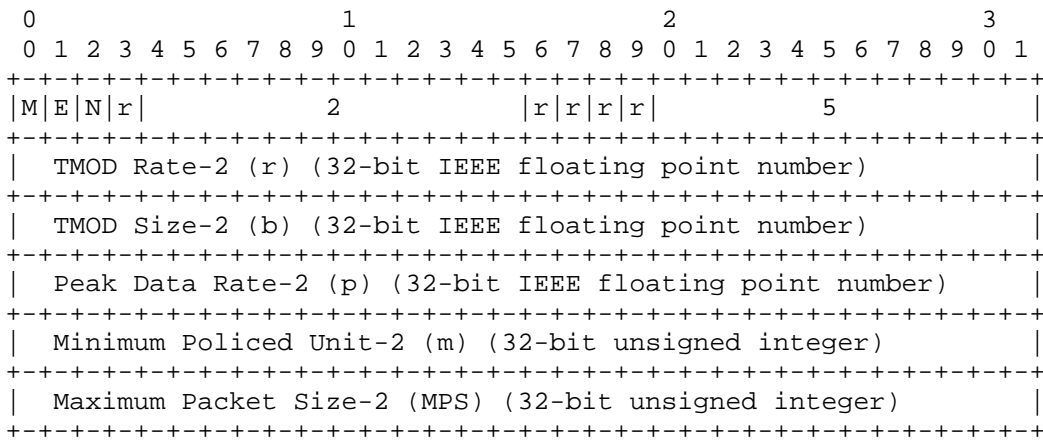 0                   1                   2                   3
 0 1 2 3 4 5 6 7 8 9 0 1 2 3 4 5 6 7 8 9 0 1 2 3 4 5 6 7 8 9 0 1
+-+-+-+-+-+-+-+-+-+-+-+-+-+-+-+-+-+-+-+-+-+-+-+-+-+-+-+-+-+-+-+-+
|M|E|N|r|           2           |r|r|r|r|          5            |
+-+-+-+-+-+-+-+-+-+-+-+-+-+-+-+-+-+-+-+-+-+-+-+-+-+-+-+-+-+-+-+-+
|  TMOD Rate-2 (r) (32-bit IEEE floating point number)          |
+-+-+-+-+-+-+-+-+-+-+-+-+-+-+-+-+-+-+-+-+-+-+-+-+-+-+-+-+-+-+-+-+
|  TMOD Size-2 (b) (32-bit IEEE floating point number)          |
+-+-+-+-+-+-+-+-+-+-+-+-+-+-+-+-+-+-+-+-+-+-+-+-+-+-+-+-+-+-+-+-+
|  Peak Data Rate-2 (p) (32-bit IEEE floating point number)     |
+-+-+-+-+-+-+-+-+-+-+-+-+-+-+-+-+-+-+-+-+-+-+-+-+-+-+-+-+-+-+-+-+
|  Minimum Policed Unit-2 (m) (32-bit unsigned integer)         |
+-+-+-+-+-+-+-+-+-+-+-+-+-+-+-+-+-+-+-+-+-+-+-+-+-+-+-+-+-+-+-+-+
|  Maximum Packet Size-2 (MPS) (32-bit unsigned integer)        |
+-+-+-+-+-+-+-+-+-+-+-+-+-+-+-+-+-+-+-+-+-+-+-+-+-+-+-+-+-+-+-+-+